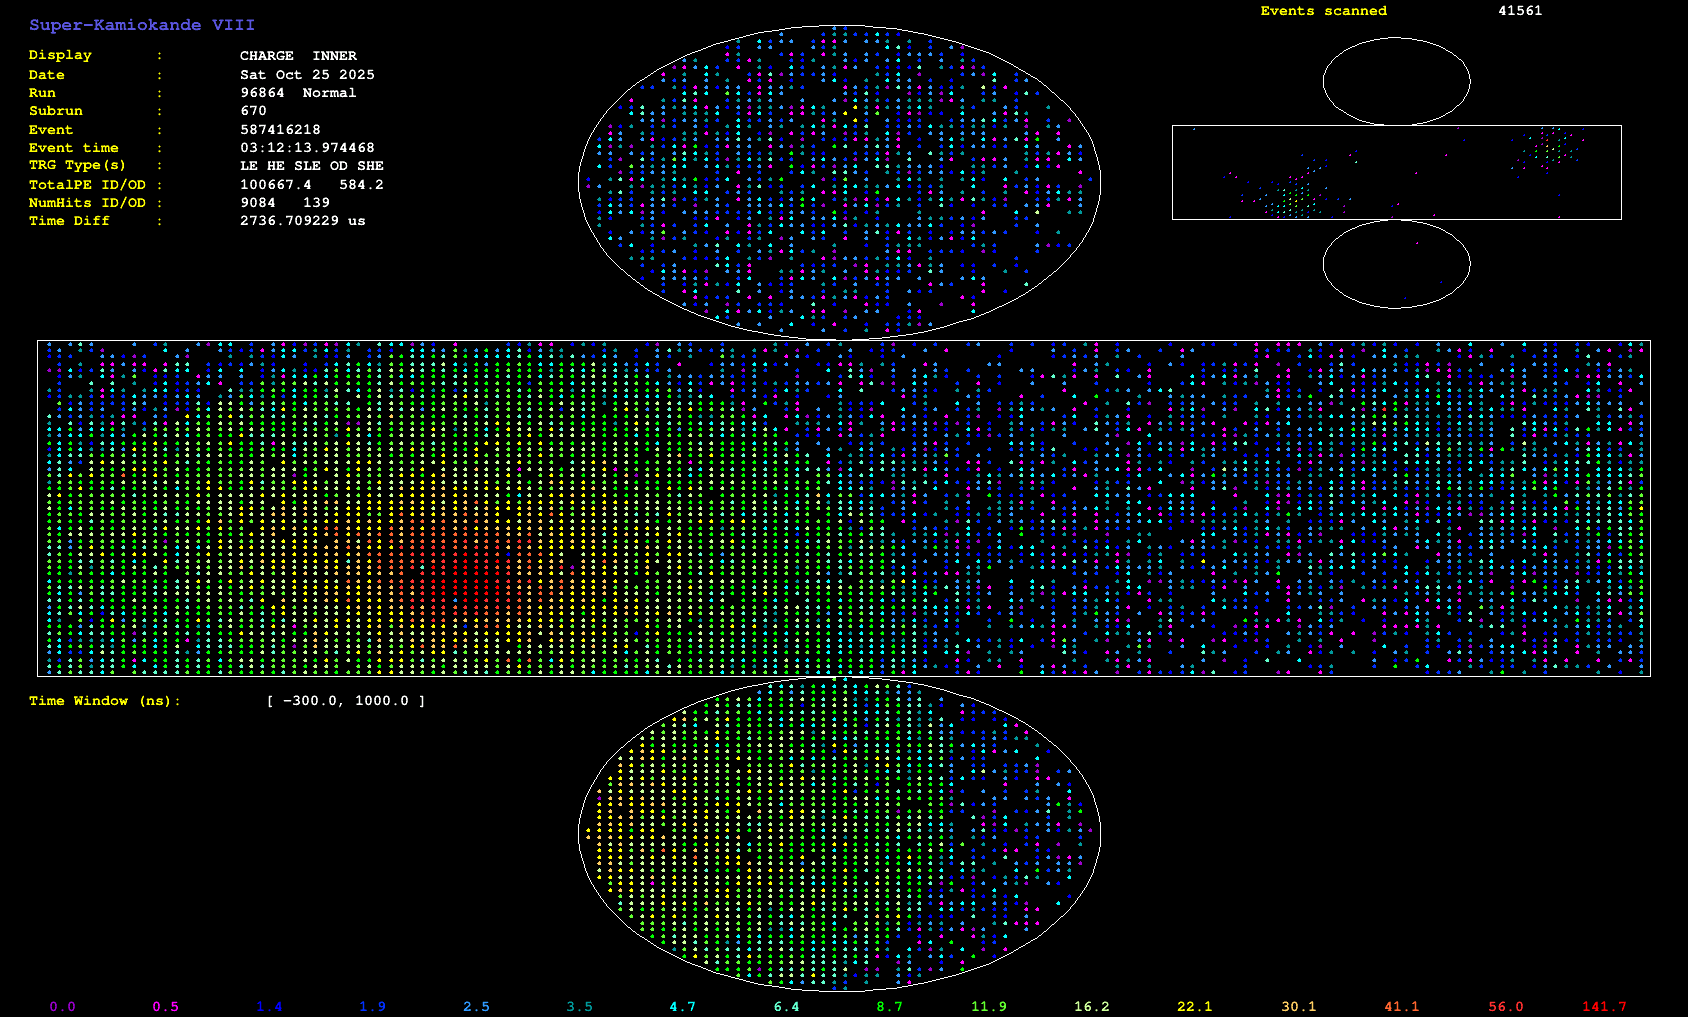 Super-Kamiokande VIII
Display : CHARGE INNER
Date : Sat Oct 25 2025
Run : 96864 Normal
Subrun : 670
Event : 587416218
Event time : 03:12:13.974468
TRG Type(s) : LE HE SLE OD SHE
TotalPE ID/OD : 100667.4 584.2
NumHits ID/OD : 9084 139
Time Diff : 2736.709229 us
Events scanned 41561
Time Window (ns): [ -300.0, 1000.0 ]
0.0 0.5 1.4 1.9 2.5 3.5 4.7 6.4 8.7 11.9 16.2 22.1 30.1 41.1 56.0 141.7